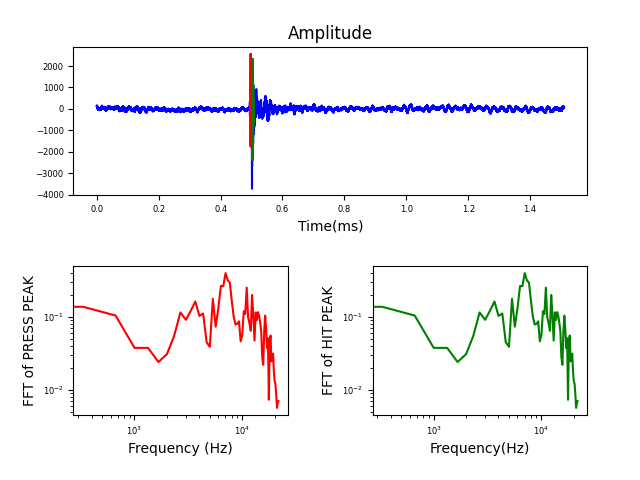 Amplitude
2000
1000
0
−1000
−2000
−3000
−4000
0.0 0.2 0.4 0.6 0.8 1.0 1.2 1.4
Time(ms)
FFT of PRESS PEAK
10⁻¹
10⁻²
10³ 10⁴
Frequency (Hz)
FFT of HIT PEAK
10⁻¹
10⁻²
10³ 10⁴
Frequency(Hz)